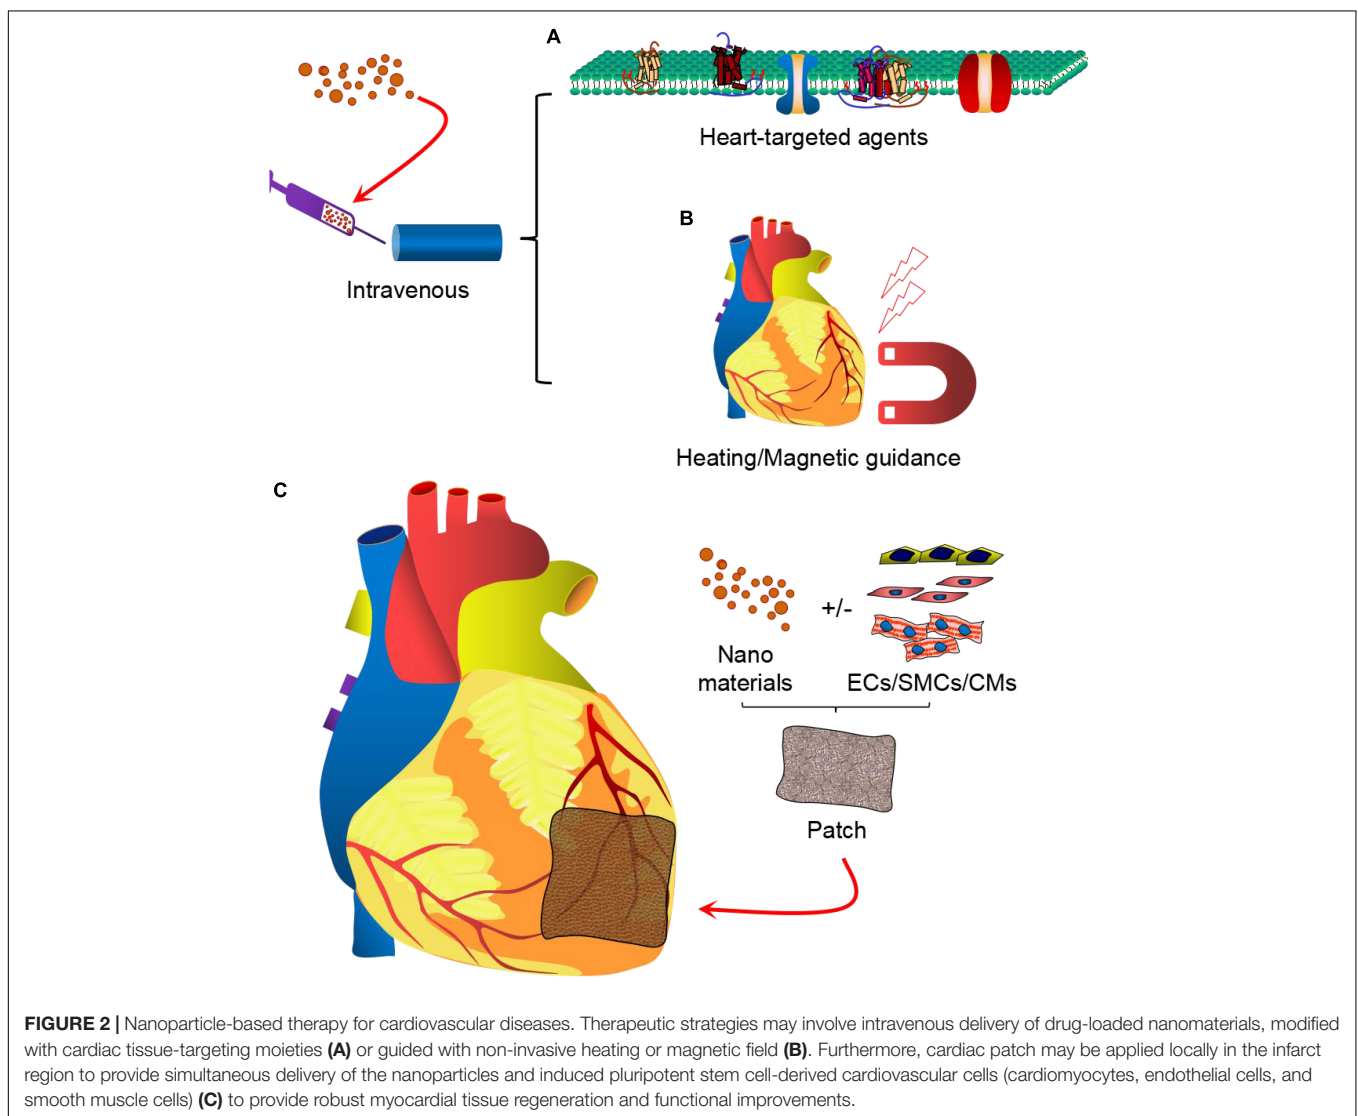 A
Heart-targeted agents
Intravenous
B
Heating/Magnetic guidance
C
+/-
Nano
materials
ECs/SMCs/CMs
Patch
FIGURE 2 | Nanoparticle-based therapy for cardiovascular diseases. Therapeutic strategies may involve intravenous delivery of drug-loaded nanomaterials, modified
with cardiac tissue-targeting moieties (A) or guided with non-invasive heating or magnetic field (B). Furthermore, cardiac patch may be applied locally in the infarct
region to provide simultaneous delivery of the nanoparticles and induced pluripotent stem cell-derived cardiovascular cells (cardiomyocytes, endothelial cells, and
smooth muscle cells) (C) to provide robust myocardial tissue regeneration and functional improvements.